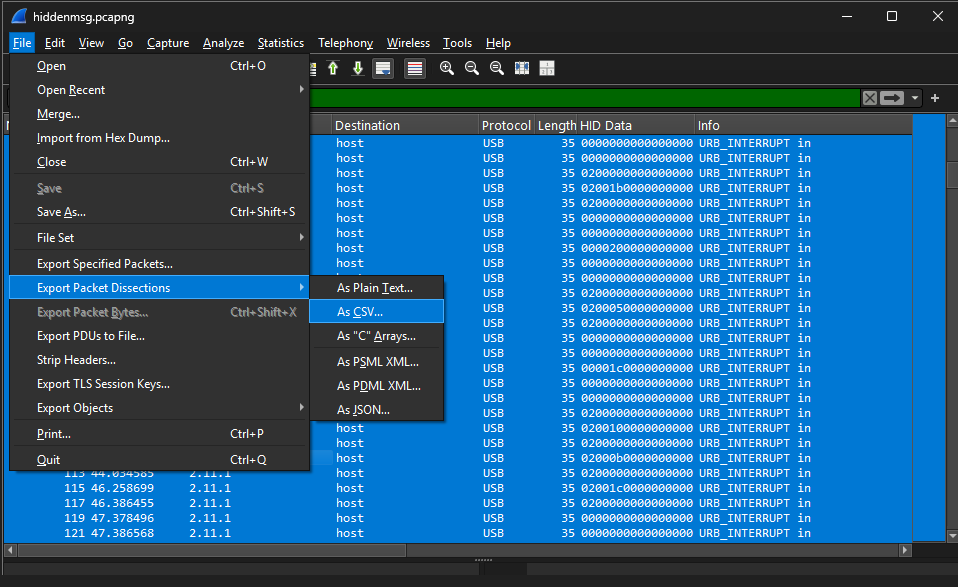 hiddenmsg.pcapng
File Edit View Go Capture Analyze Statistics Telephony Wireless Tools Help
Open Ctrl+O
Open Recent
Merge...
Import from Hex Dump...
Close Ctrl+W
Save Ctrl+S
Save As... Ctrl+Shift+S
File Set
Export Specified Packets...
Export Packet Dissections
Export Packet Bytes... Ctrl+Shift+X
Export PDUs to File...
Strip Headers...
Export TLS Session Keys...
Export Objects
Print... Ctrl+P
Quit Ctrl+Q
As Plain Text...
As CSV...
As "C" Arrays...
As PSML XML...
As PDML XML...
As JSON...
Destination Protocol Length HID Data Info
host USB 35 0000000000000000 URB_INTERRUPT in
host USB 35 0000000000000000 URB_INTERRUPT in
host USB 35 0200000000000000 URB_INTERRUPT in
host USB 35 02001b0000000000 URB_INTERRUPT in
host USB 35 0200000000000000 URB_INTERRUPT in
host USB 35 0000000000000000 URB_INTERRUPT in
host USB 35 0000000000000000 URB_INTERRUPT in
host USB 35 0000200000000000 URB_INTERRUPT in
host USB 35 0000000000000000 URB_INTERRUPT in
USB 35 0000000000000000 URB_INTERRUPT in
USB 35 0200000000000000 URB_INTERRUPT in
USB 35 0200050000000000 URB_INTERRUPT in
USB 35 0200000000000000 URB_INTERRUPT in
USB 35 0000000000000000 URB_INTERRUPT in
USB 35 0000000000000000 URB_INTERRUPT in
USB 35 00001c0000000000 URB_INTERRUPT in
USB 35 0000000000000000 URB_INTERRUPT in
USB 35 0000000000000000 URB_INTERRUPT in
USB 35 0200000000000000 URB_INTERRUPT in
host USB 35 0200100000000000 URB_INTERRUPT in
host USB 35 0200000000000000 URB_INTERRUPT in
host USB 35 02000b0000000000 URB_INTERRUPT in
113 44.034585 2.11.1 host USB 35 0200000000000000 URB_INTERRUPT in
115 46.258699 2.11.1 host USB 35 02001c0000000000 URB_INTERRUPT in
117 46.386455 2.11.1 host USB 35 0200000000000000 URB_INTERRUPT in
119 47.378496 2.11.1 host USB 35 0000000000000000 URB_INTERRUPT in
121 47.386568 2.11.1 host USB 35 0000000000000000 URB_INTERRUPT in